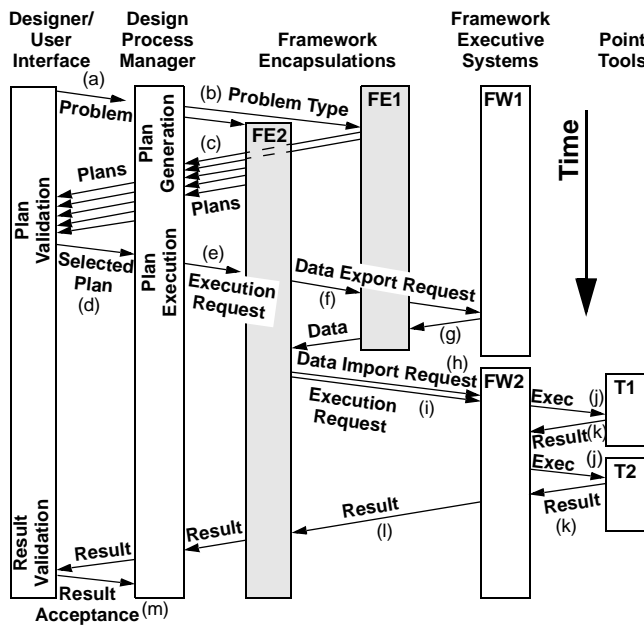 Designer/
User
Interface
Design
Process
Manager
Framework
Encapsulations
Framework
Executive
Systems
Point
Tools
(a)
Problem
(b)
Problem Type
FE1
FW1
FE2
(c)
Plan
Generation
Plans
Plans
Time
Plan
Validation
Selected
Plan
(d)
Plan
Execution
(e)
Execution
Request
Data Export Request
(f)
(g)
Data
(h)
Data Import Request
FW2
(i)
Execution
Request
Exec
(j)
T1
Result
(k)
Exec
(j)
T2
Result
(k)
Result
(l)
Result
Result
Result
Validation
Result
Acceptance
(m)